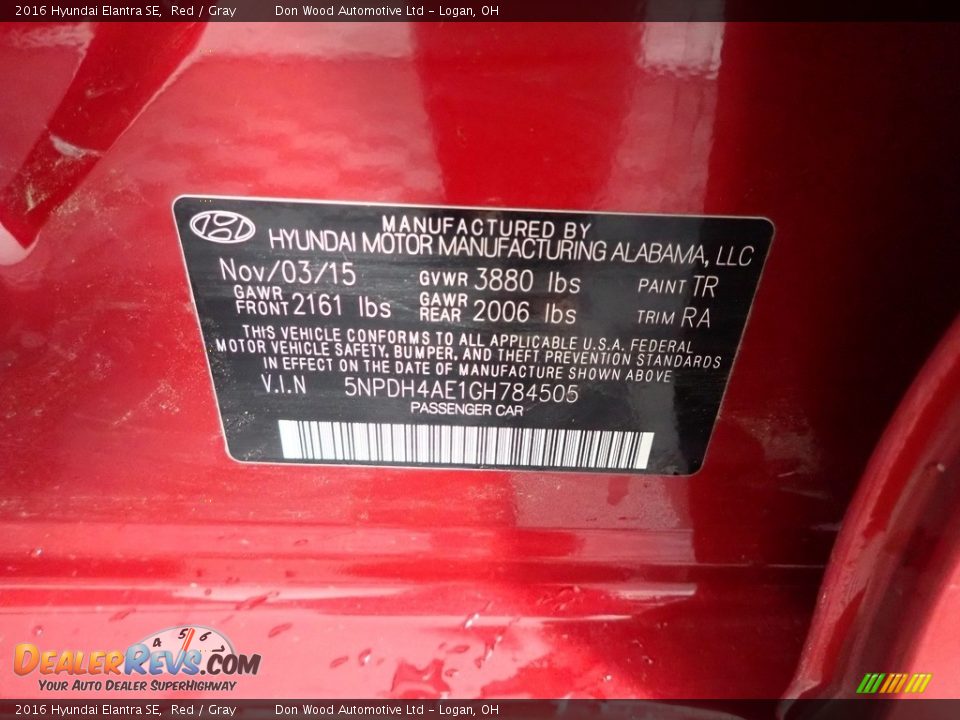 2016 Hyundai Elantra SE, Red / Gray Don Wood Automotive Ltd - Logan, OH
MANUFACTURED BY
HYUNDAI MOTOR MANUFACTURING ALABAMA, LLC
Nov/03/15 GVWR 3880 lbs PAINT TR
GAWR FRONT 2161 lbs GAWR REAR 2006 lbs TRIM RA
THIS VEHICLE CONFORMS TO ALL APPLICABLE U.S.A. FEDERAL
MOTOR VEHICLE SAFETY, BUMPER, AND THEFT PREVENTION STANDARDS
IN EFFECT ON THE DATE OF MANUFACTURE SHOWN ABOVE
V.I.N 5NPDH4AE1GH784505
PASSENGER CAR
4 5 6
DEALERREVS.COM
YOUR AUTO DEALER SUPERHIGHWAY
2016 Hyundai Elantra SE, Red / Gray Don Wood Automotive Ltd - Logan, OH